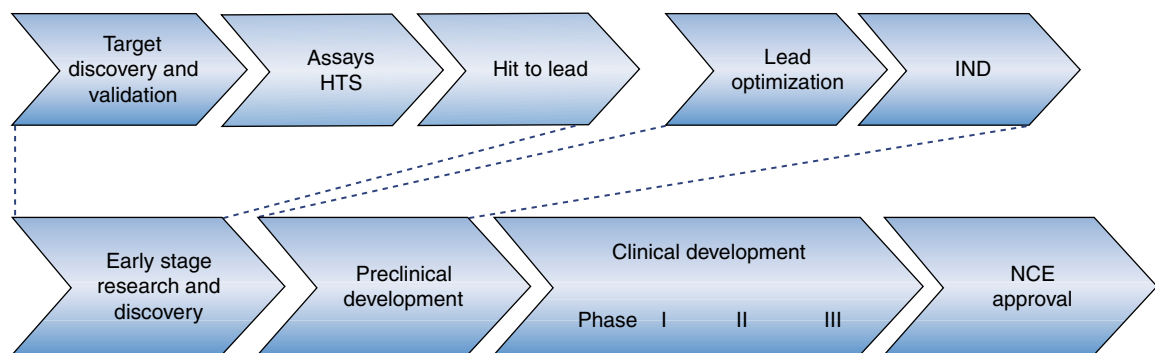 Target
discovery and
validation
Assays
HTS
Hit to lead
Lead
optimization
IND
Early stage
research and
discovery
Preclinical
development
Clinical development
Phase I II III
NCE
approval